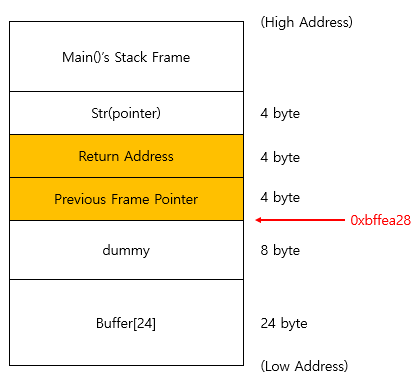 (High Address)
Main()’s Stack Frame
Str(pointer) 4 byte
Return Address 4 byte
Previous Frame Pointer 4 byte
0xbffea28
dummy 8 byte
Buffer[24] 24 byte
(Low Address)